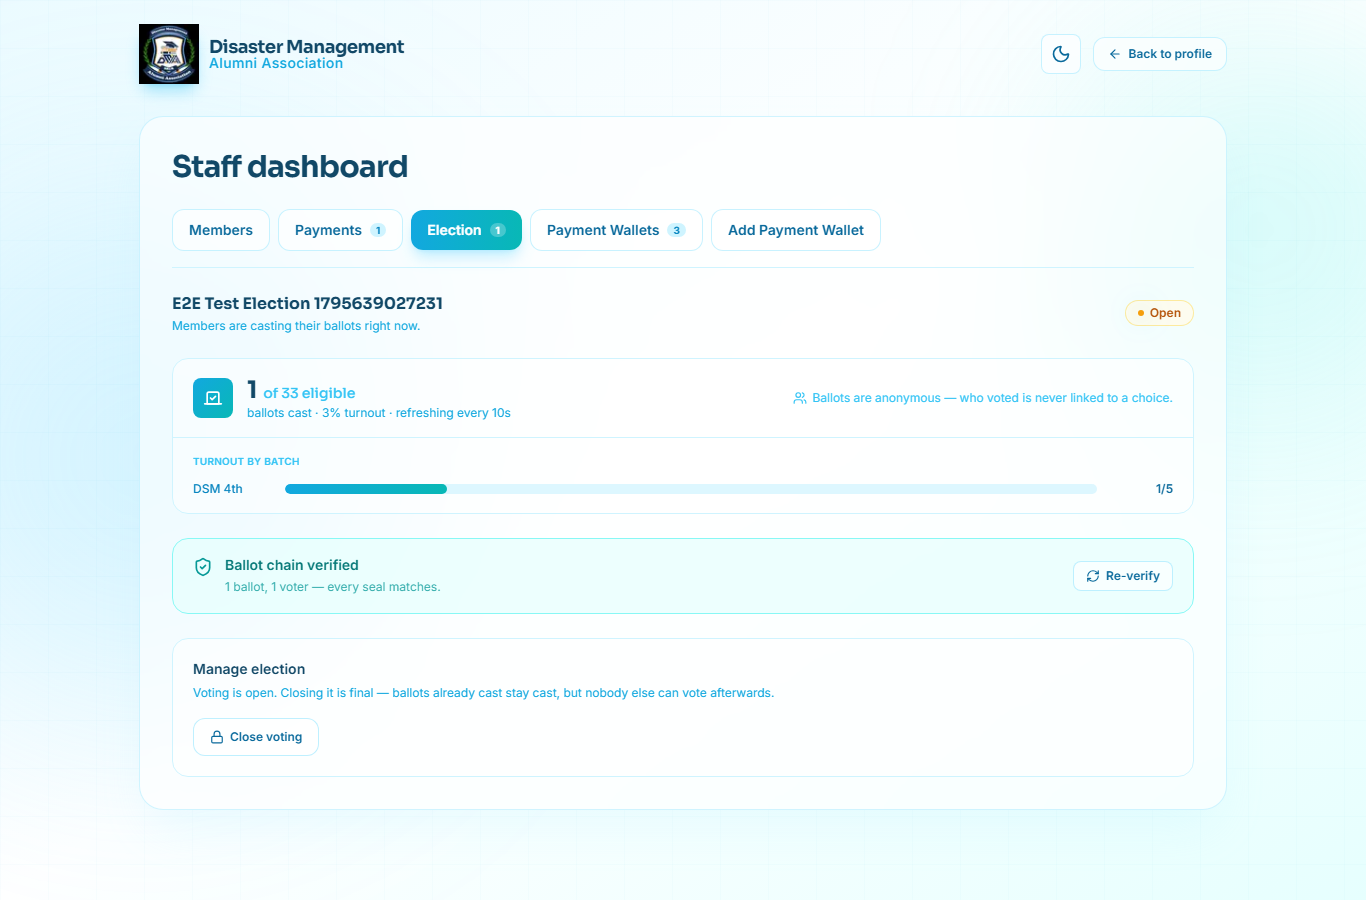 Disaster Management
Alumni Association
Back to profile
Staff dashboard
Members
Payments 1
Election 1
Payment Wallets 3
Add Payment Wallet
E2E Test Election 1795639027231
Members are casting their ballots right now.
Open
1 of 33 eligible
ballots cast · 3% turnout · refreshing every 10s
Ballots are anonymous — who voted is never linked to a choice.
TURNOUT BY BATCH
DSM 4th
1/5
Ballot chain verified
1 ballot, 1 voter — every seal matches.
Re-verify
Manage election
Voting is open. Closing it is final — ballots already cast stay cast, but nobody else can vote afterwards.
Close voting